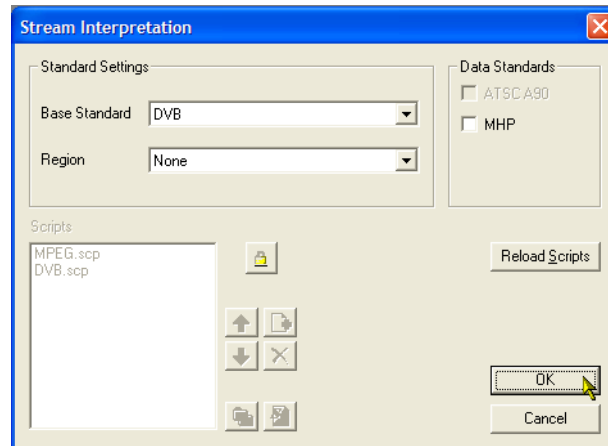 Stream Interpretation
Standard Settings
Base Standard
DVB
Region
None
Data Standards
ATSC A90
MHP
Scripts
MPEG.scp
DVB.scp
Reload Scripts
OK
Cancel